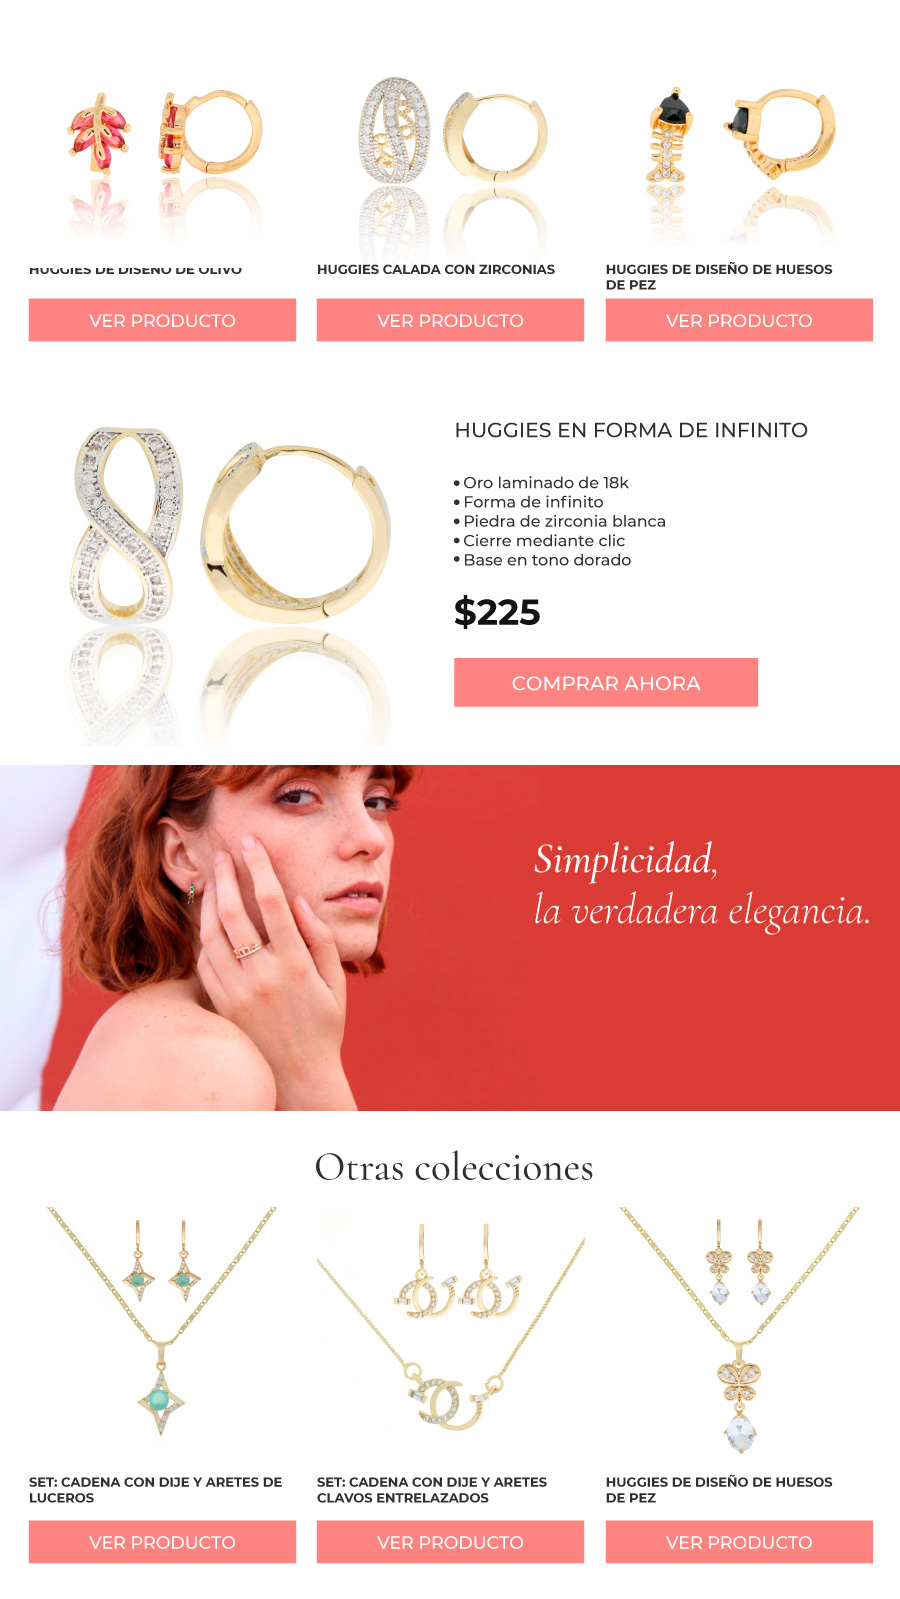 HUGGIES DE DISEÑO DE OLIVO
HUGGIES CALADA CON ZIRCONIAS
HUGGIES DE DISEÑO DE HUESOS
DE PEZ
VER PRODUCTO
VER PRODUCTO
VER PRODUCTO
HUGGIES EN FORMA DE INFINITO
• Oro laminado de 18k
• Forma de infinito
• Piedra de zirconia blanca
• Cierre mediante clic
• Base en tono dorado
$225
COMPRAR AHORA
Simplicidad,
la verdadera elegancia.
Otras colecciones
SET: CADENA CON DIJE Y ARETES DE
LUCEROS
SET: CADENA CON DIJE Y ARETES
CLAVOS ENTRELAZADOS
HUGGIES DE DISEÑO DE HUESOS
DE PEZ
VER PRODUCTO
VER PRODUCTO
VER PRODUCTO